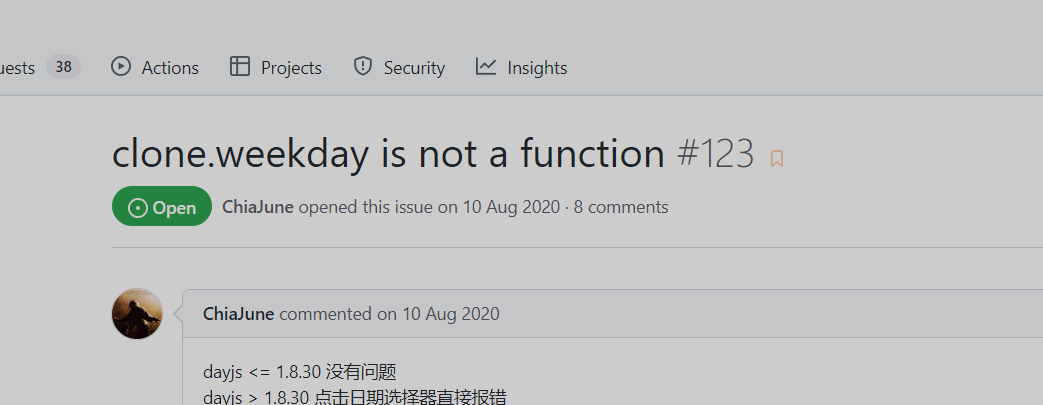 uests 38 Actions Projects Security Insights
clone.weekday is not a function #123
Open ChiaJune opened this issue on 10 Aug 2020 · 8 comments
ChiaJune commented on 10 Aug 2020
dayjs <= 1.8.30 没有问题
dayjs > 1.8.30 点击日期选择器直接报错